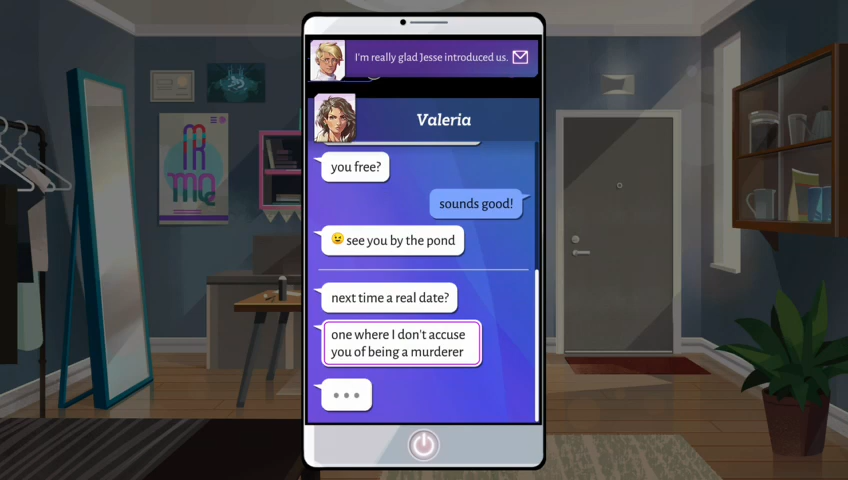 I'm really glad Jesse introduced us.
Valeria
you free?
sounds good!
😉 see you by the pond
next time a real date?
one where I don't accuse
you of being a murderer